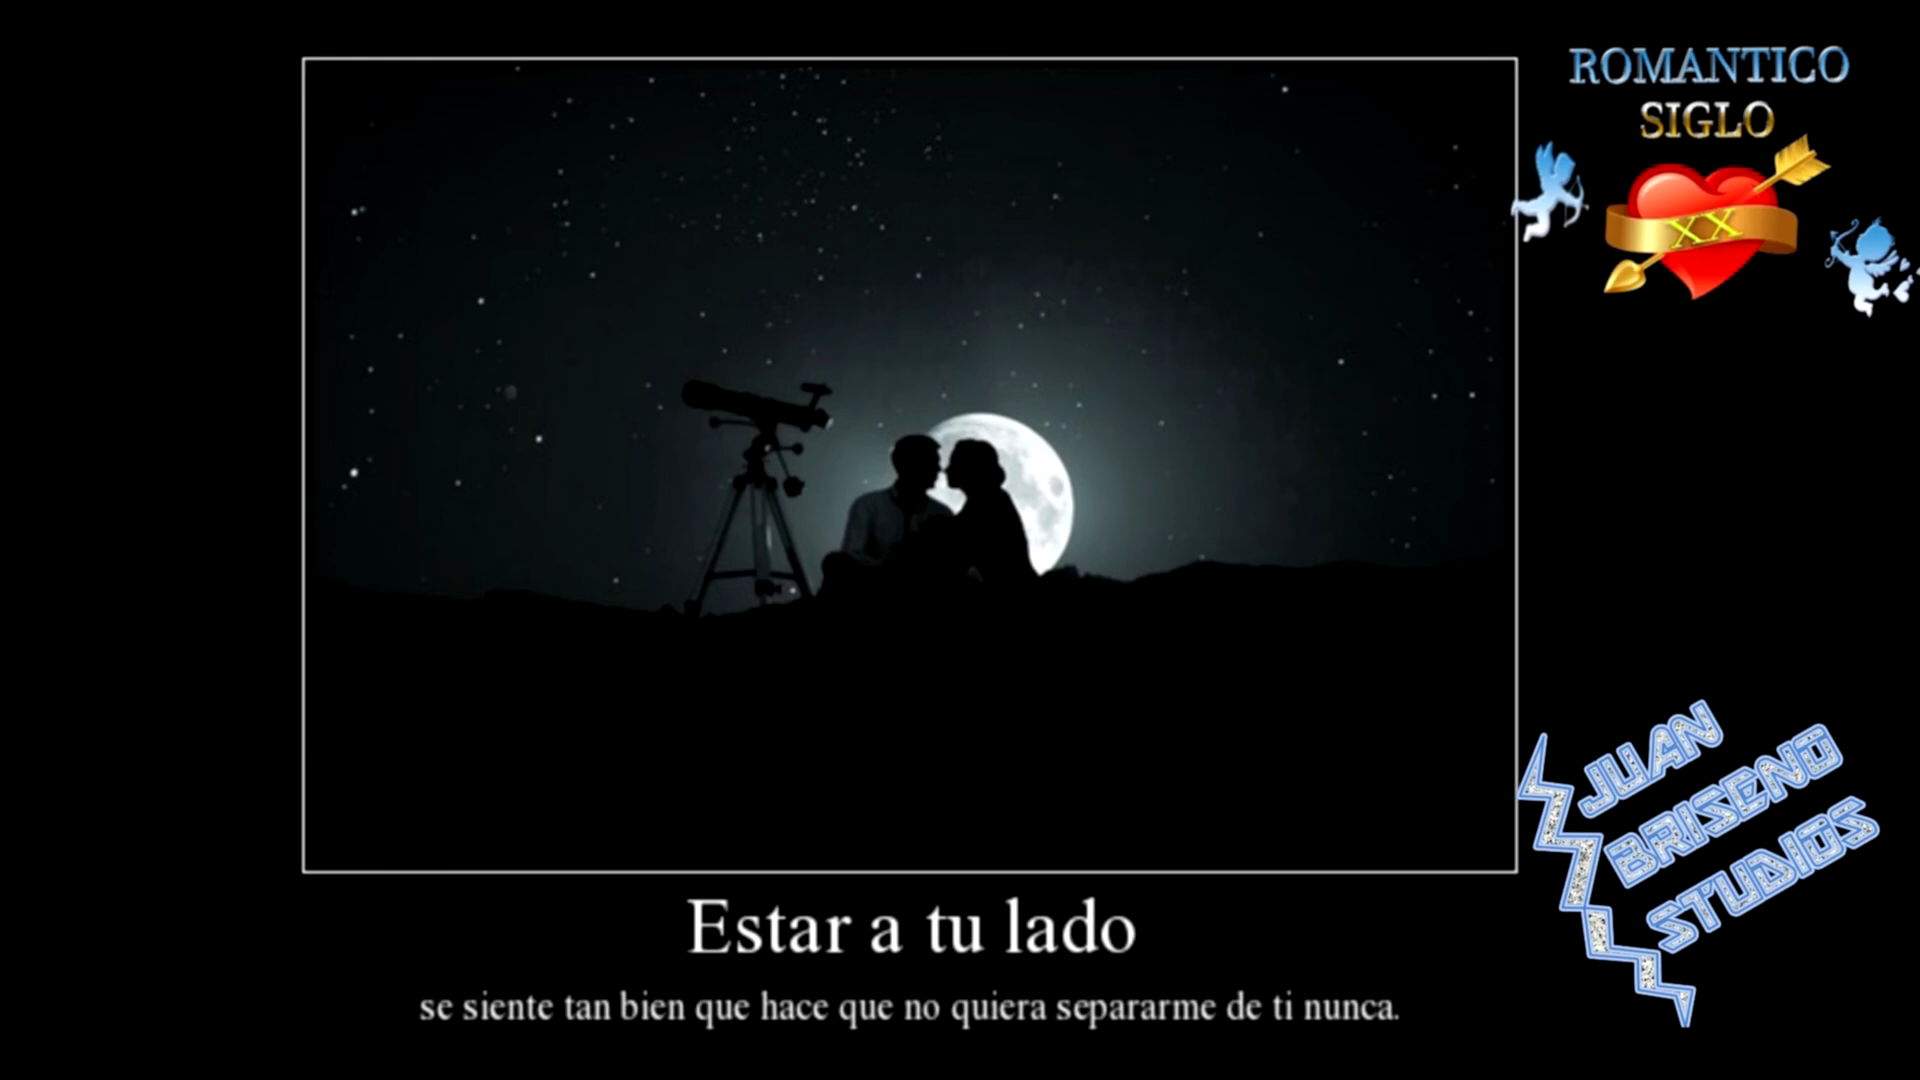 ROMANTICO
SIGLO
XX
JUAN
BRISENO
STUDIOS
Estar a tu lado
se siente tan bien que hace que no quiera separarme de ti nunca.